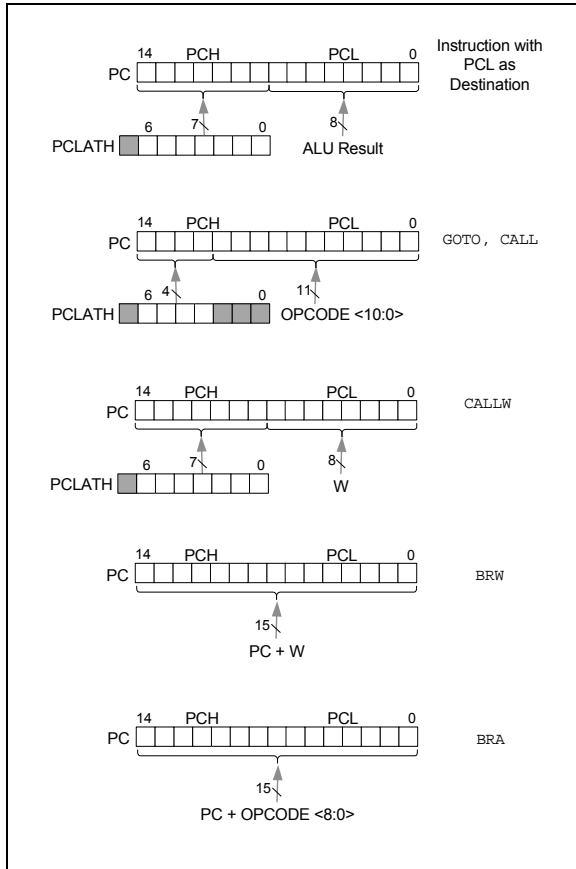 14 PCH PCL 0
PC
Instruction with
PCL as
Destination
7 8
6 0
PCLATH
ALU Result
14 PCH PCL 0
PC
GOTO, CALL
4 11
6 0
PCLATH
OPCODE <10:0>
14 PCH PCL 0
PC
CALLW
7 8
6 0
PCLATH
W
14 PCH PCL 0
PC
BRW
15
PC + W
14 PCH PCL 0
PC
BRA
15
PC + OPCODE <8:0>